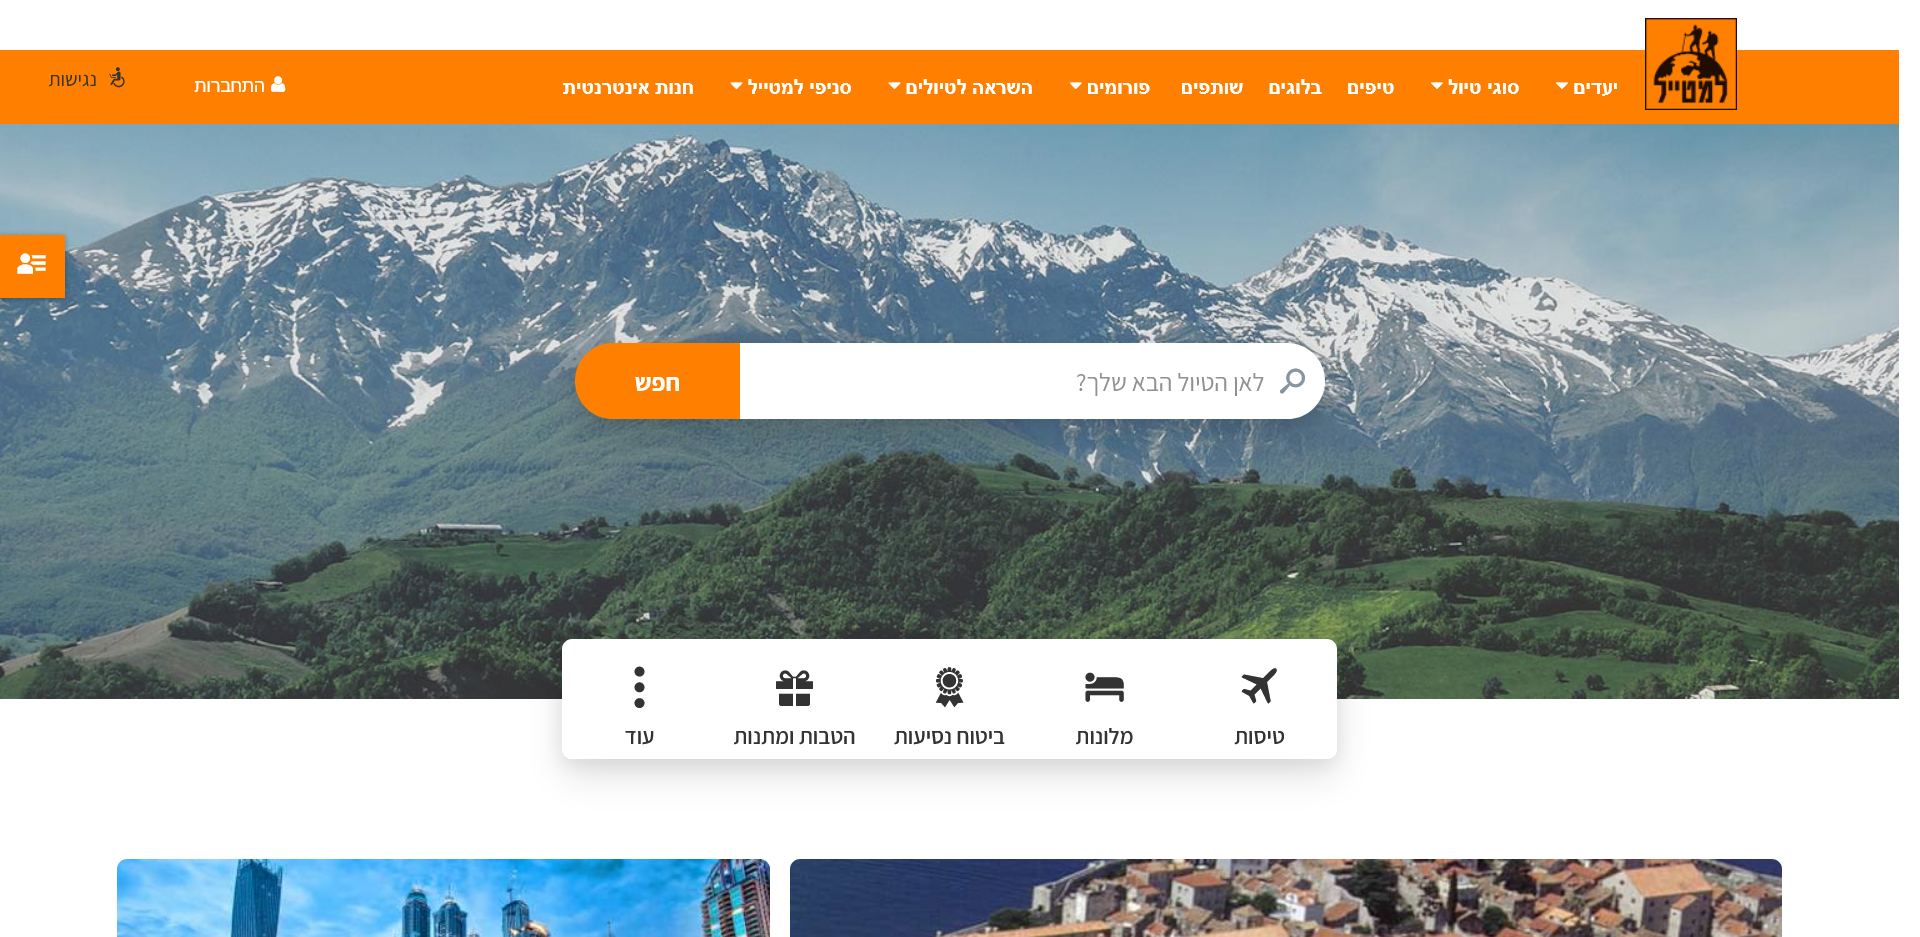 למטייל
יעדים
סוגי טיול
טיפים
בלוגים
שותפים
פורומים
השראה לטיולים
סניפי למטייל
חנות אינטרנטית
התחברות
נגישות
לאן הטיול הבא שלך?
חפש
טיסות
מלונות
ביטוח נסיעות
הטבות ומתנות
עוד